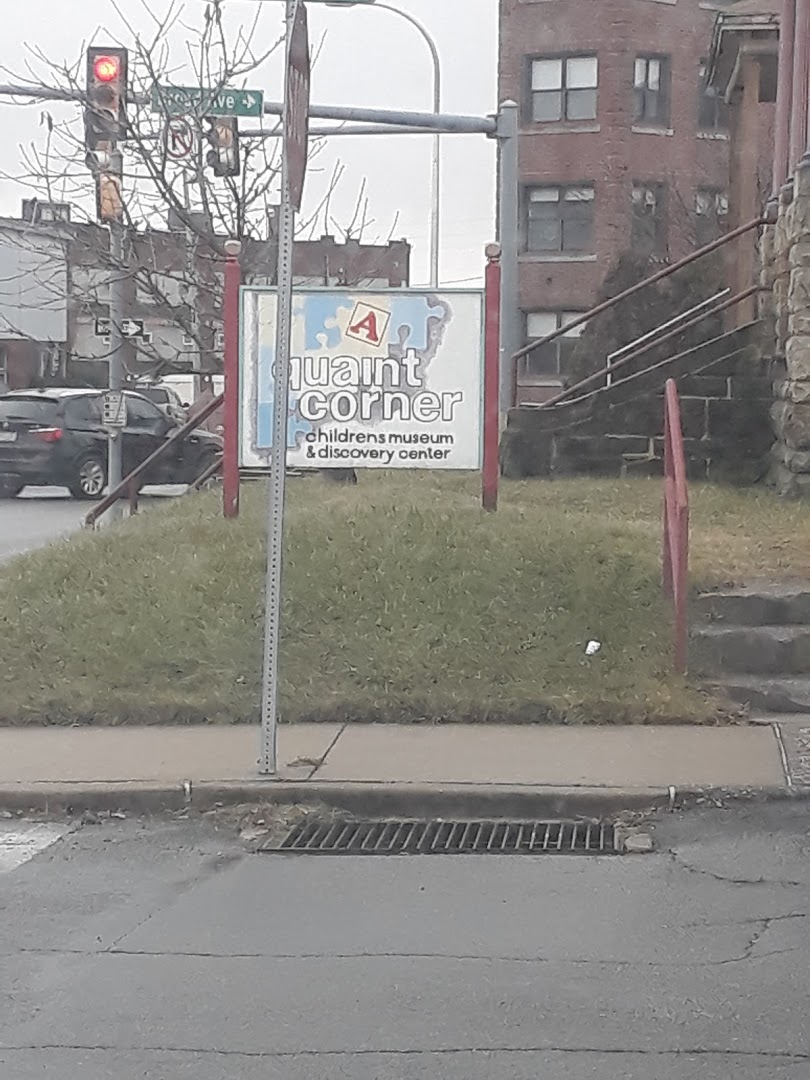 A
quaint
corner
childrens museum
& discovery center